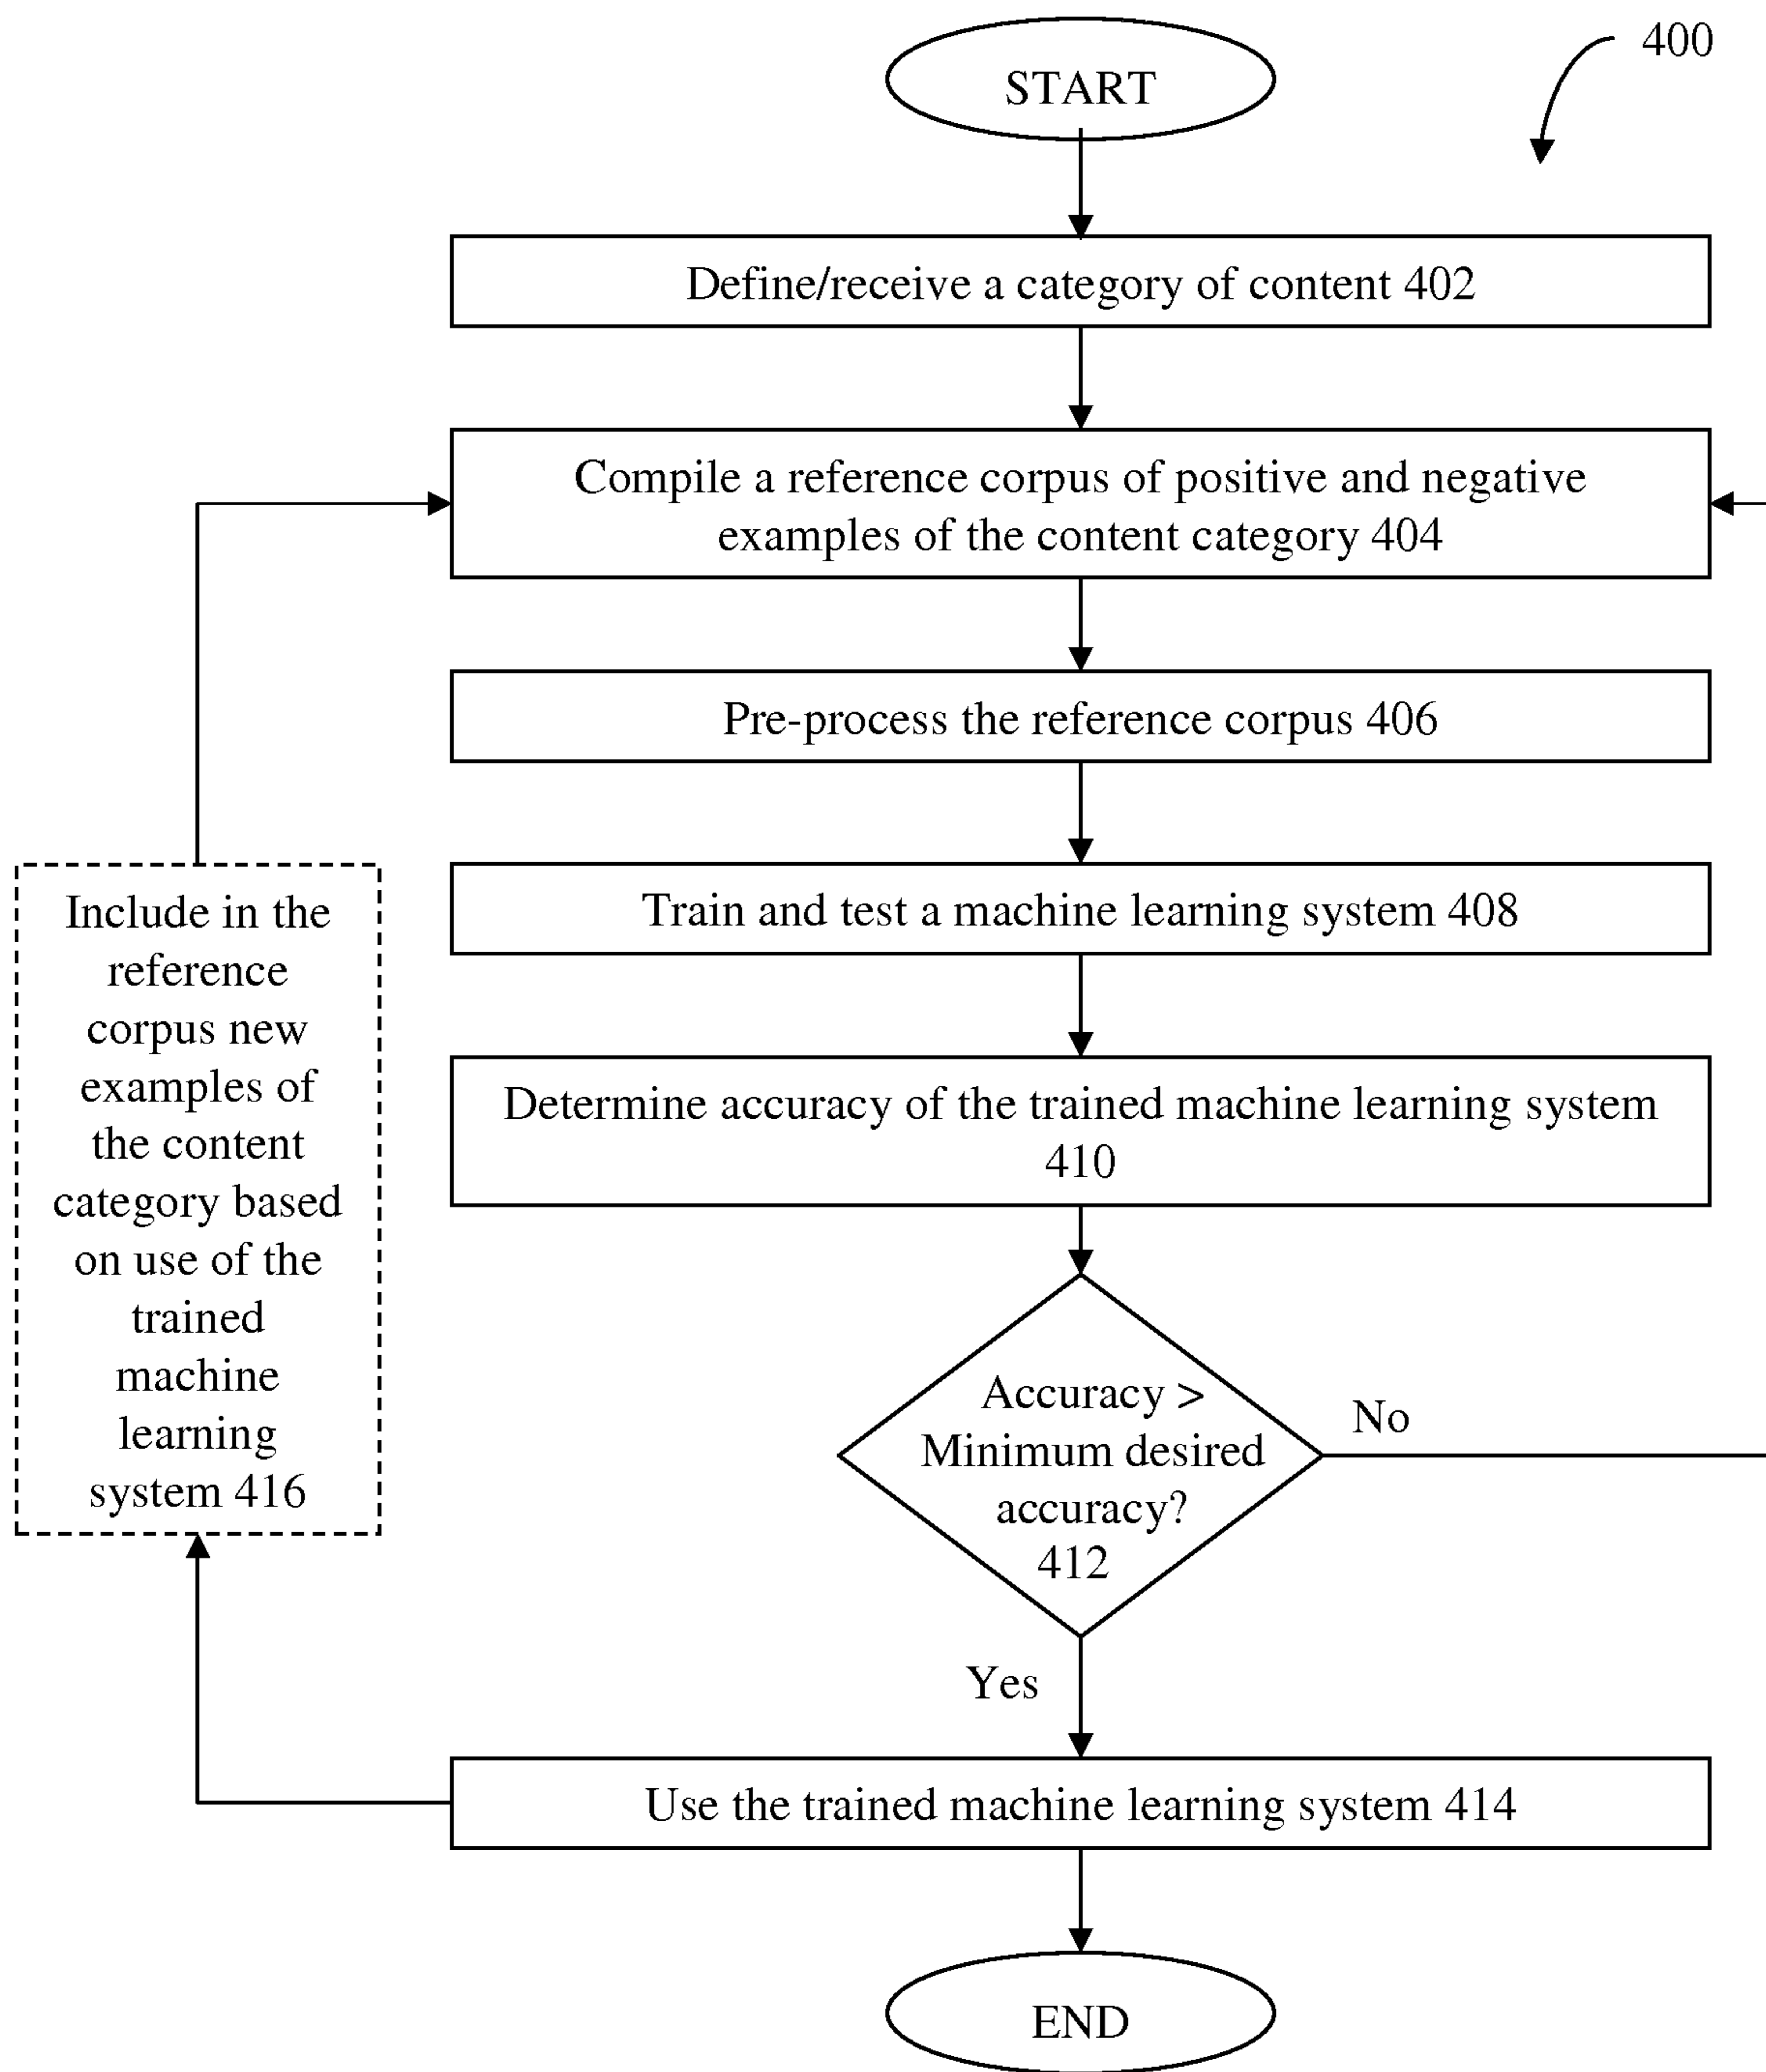 400
START
Define/receive a category of content 402
Compile a reference corpus of positive and negative
examples of the content category 404
Pre-process the reference corpus 406
Train and test a machine learning system 408
Determine accuracy of the trained machine learning system
410
Accuracy >
Minimum desired
accuracy?
412
No
Yes
Use the trained machine learning system 414
Include in the
reference
corpus new
examples of
the content
category based
on use of the
trained
machine
learning
system 416
END